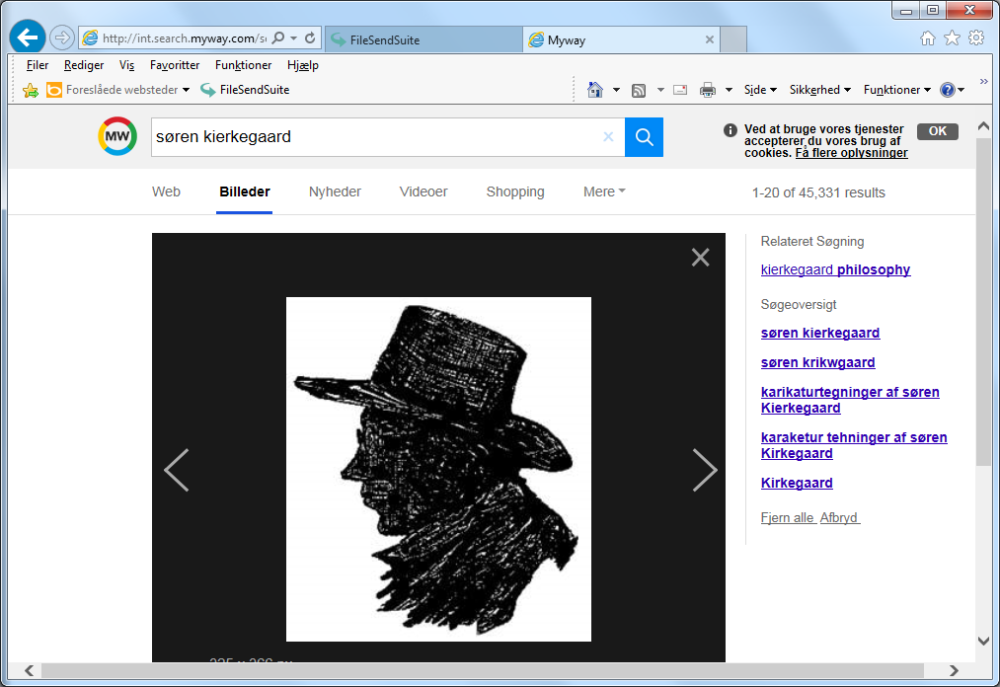 http://int.search.myway.com/s
FileSendSuite
Myway
Filer Rediger Vis Favoritter Funktioner Hjælp
Foreslåede websteder FileSendSuite
Side Sikkerhed Funktioner
MW
søren kierkegaard
Ved at bruge vores tjenester
accepterer du vores brug af
cookies. Få flere oplysninger
OK
Web Billeder Nyheder Videoer Shopping Mere
1-20 of 45,331 results
Relateret Søgning
kierkegaard philosophy
Søgeoversigt
søren kierkegaard
søren krikwgaard
karikaturtegninger af søren
Kierkegaard
karaketur tehninger af søren
Kirkegaard
Kirkegaard
Fjern alle Afbryd